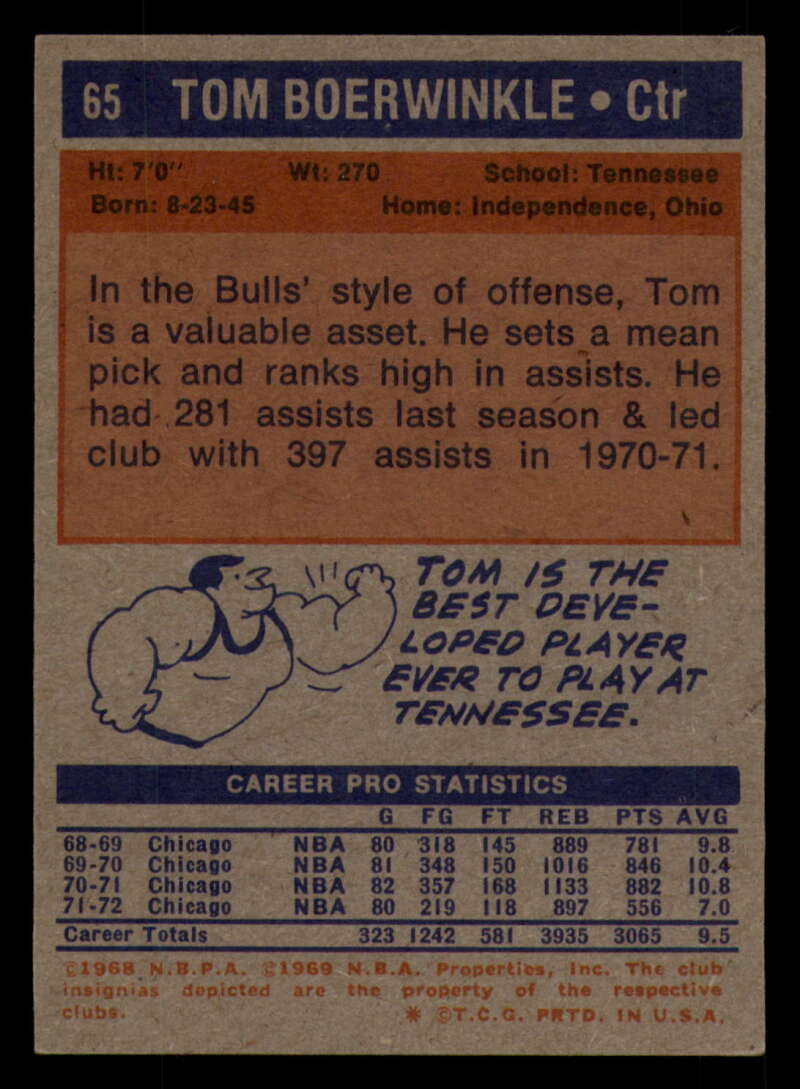 65 TOM BOERWINKLE • Ctr
Ht: 7'0" Wt: 270 School: Tennessee
Born: 8-23-45 Home: Independence, Ohio
In the Bulls' style of offense, Tom
is a valuable asset. He sets a mean
pick and ranks high in assists. He
had 281 assists last season & led
club with 397 assists in 1970-71.
TOM IS THE
BEST DEVE-
LOPED PLAYER
EVER TO PLAY AT
TENNESSEE.
CAREER PRO STATISTICS
G FG FT REB PTS AVG
68-69 Chicago NBA 80 318 145 889 781 9.8
69-70 Chicago NBA 81 348 150 1016 846 10.4
70-71 Chicago NBA 82 357 168 1133 882 10.8
71-72 Chicago NBA 80 219 118 897 556 7.0
Career Totals 323 1242 581 3935 3065 9.5
©1968 N.B.P.A. ©1969 N.B.A. Properties, Inc. The club
insignias depicted are the property of the respective
clubs. * ©T.C.G. PRTD. IN U.S.A.